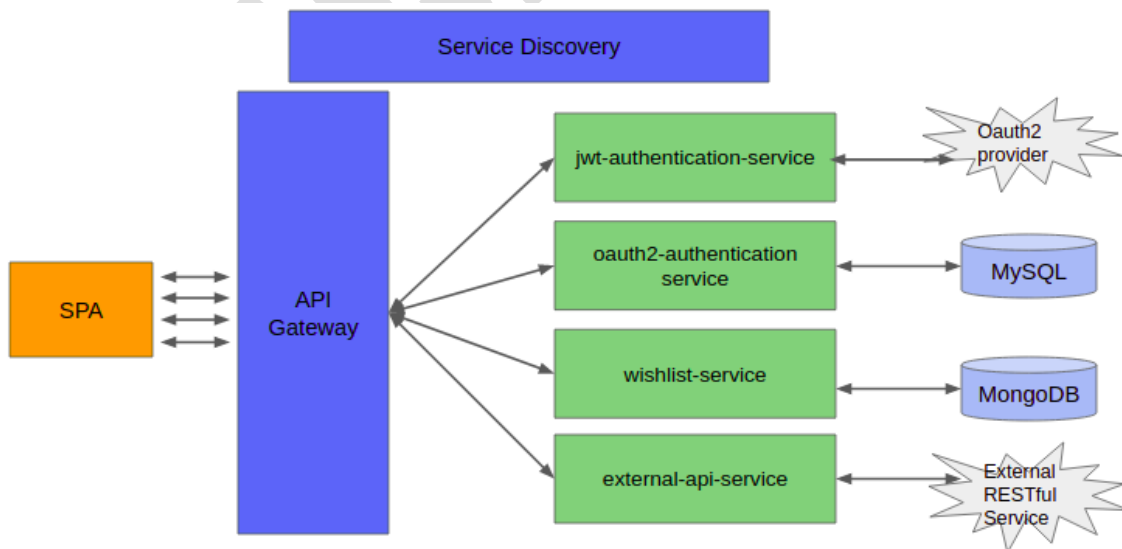 Service Discovery
SPA
API
Gateway
jwt-authentication-service
oauth2-authentication
service
wishlist-service
external-api-service
Oauth2
provider
MySQL
MongoDB
External
RESTful
Service